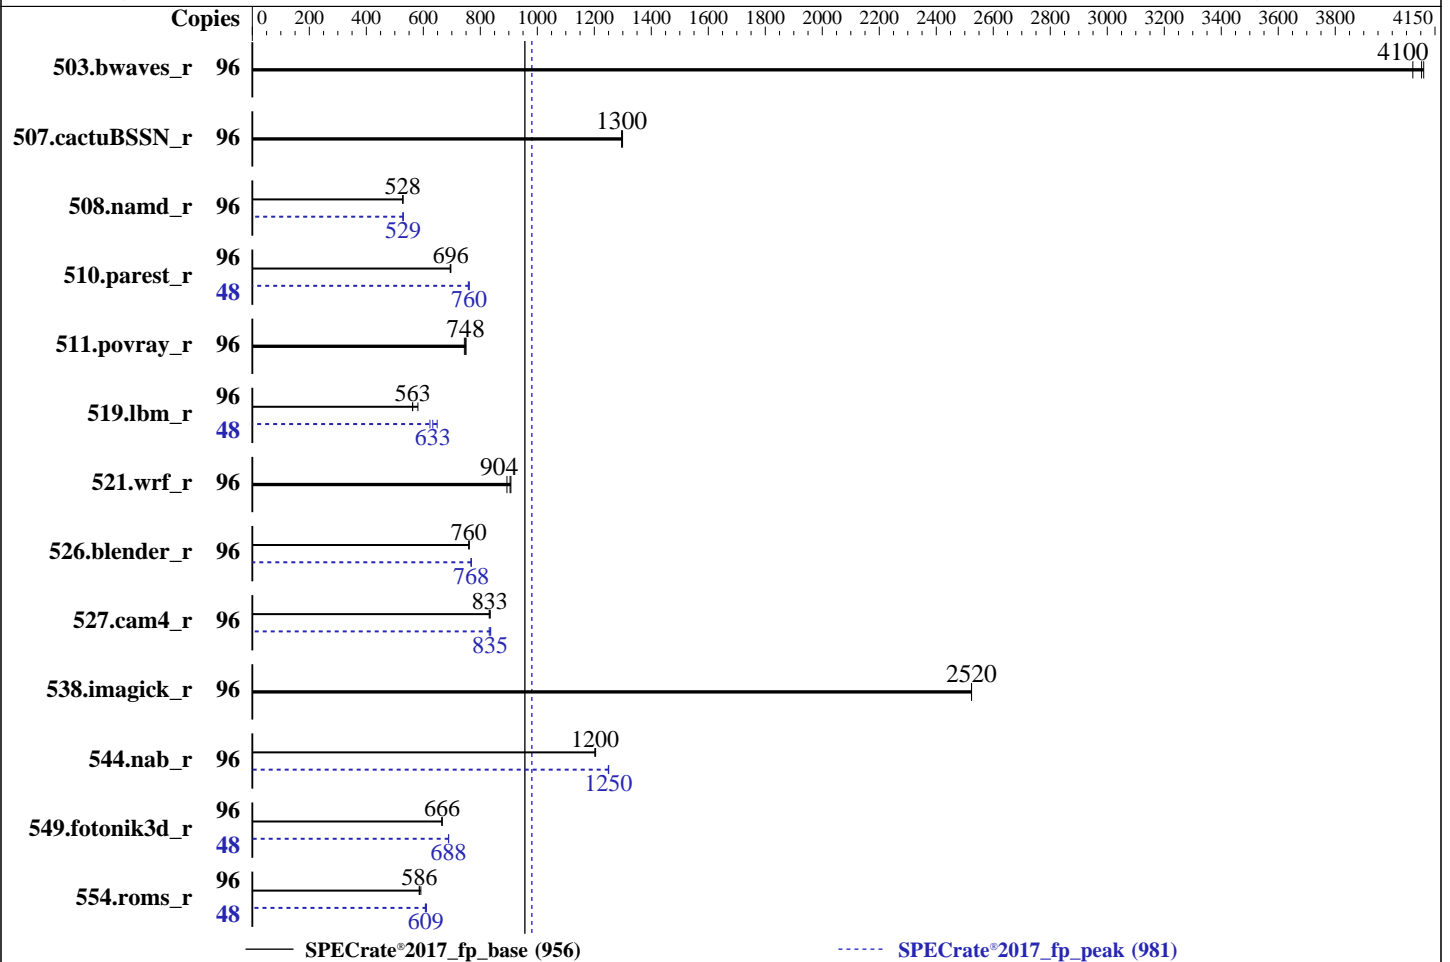 Copies 0 200 400 600 800 1000 1200 1400 1600 1800 2000 2200 2400 2600 2800 3000 3200 3400 3600 3800 4150
503.bwaves_r 96 4100
507.cactuBSSN_r 96 1300
508.namd_r 96 528
529
510.parest_r 96 696
48 760
511.povray_r 96 748
519.lbm_r 96 563
48 633
521.wrf_r 96 904
526.blender_r 96 760
768
527.cam4_r 96 833
835
538.imagick_r 96 2520
544.nab_r 96 1200
1250
549.fotonik3d_r 96 666
48 688
554.roms_r 96 586
48 609
SPECrate®2017_fp_base (956) SPECrate®2017_fp_peak (981)